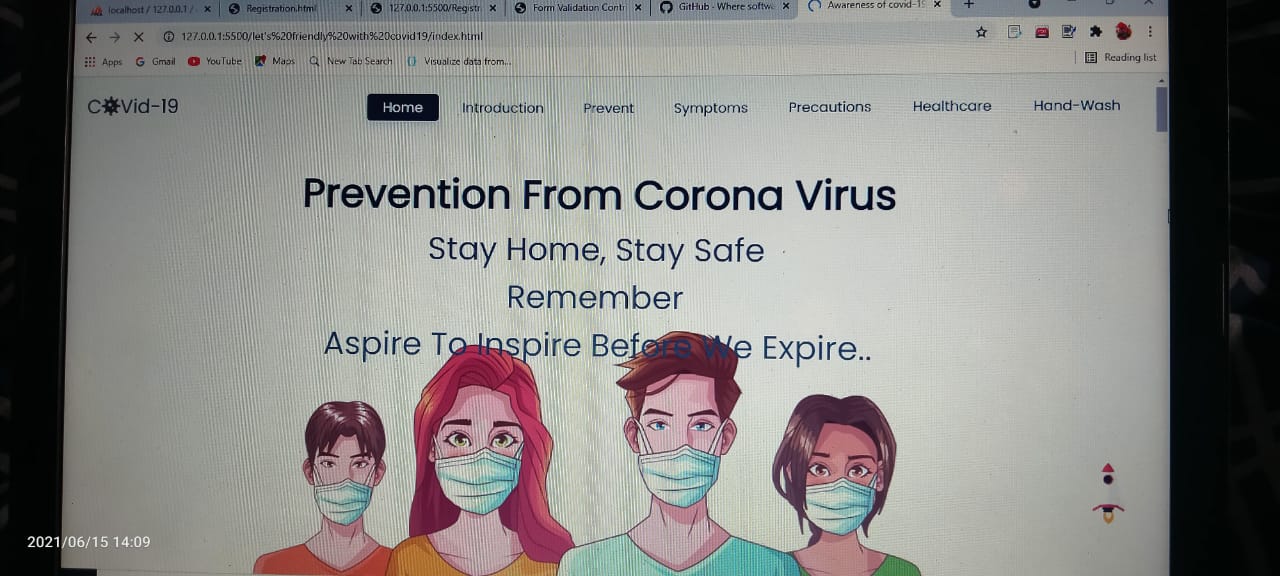 localhost / 127.0.0.1 /
Registration.html
127.0.0.1:5500/Registr
Form Validation Contr
GitHub - Where softwa
Awareness of covid-19
127.0.0.1:5500/let's%20friendly%20with%20covid19/index.html
Apps
Gmail
YouTube
Maps
New Tab Search
Visualize data from...
Reading list
COVid-19
Home
Introduction
Prevent
Symptoms
Precautions
Healthcare
Hand-Wash
Prevention From Corona Virus
Stay Home, Stay Safe
Remember
Aspire To Inspire Before We Expire..
2021/06/15 14:09